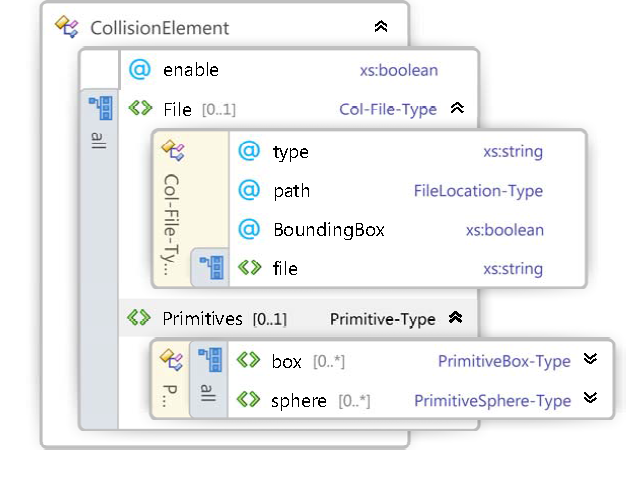 CollisionElement
@ enable xs:boolean
File [0..1] Col-File-Type
all
Col-File-Ty...
@ type xs:string
@ path FileLocation-Type
@ BoundingBox xs:boolean
file xs:string
Primitives [0..1] Primitive-Type
P...
all
box [0..*] PrimitiveBox-Type
sphere [0..*] PrimitiveSphere-Type